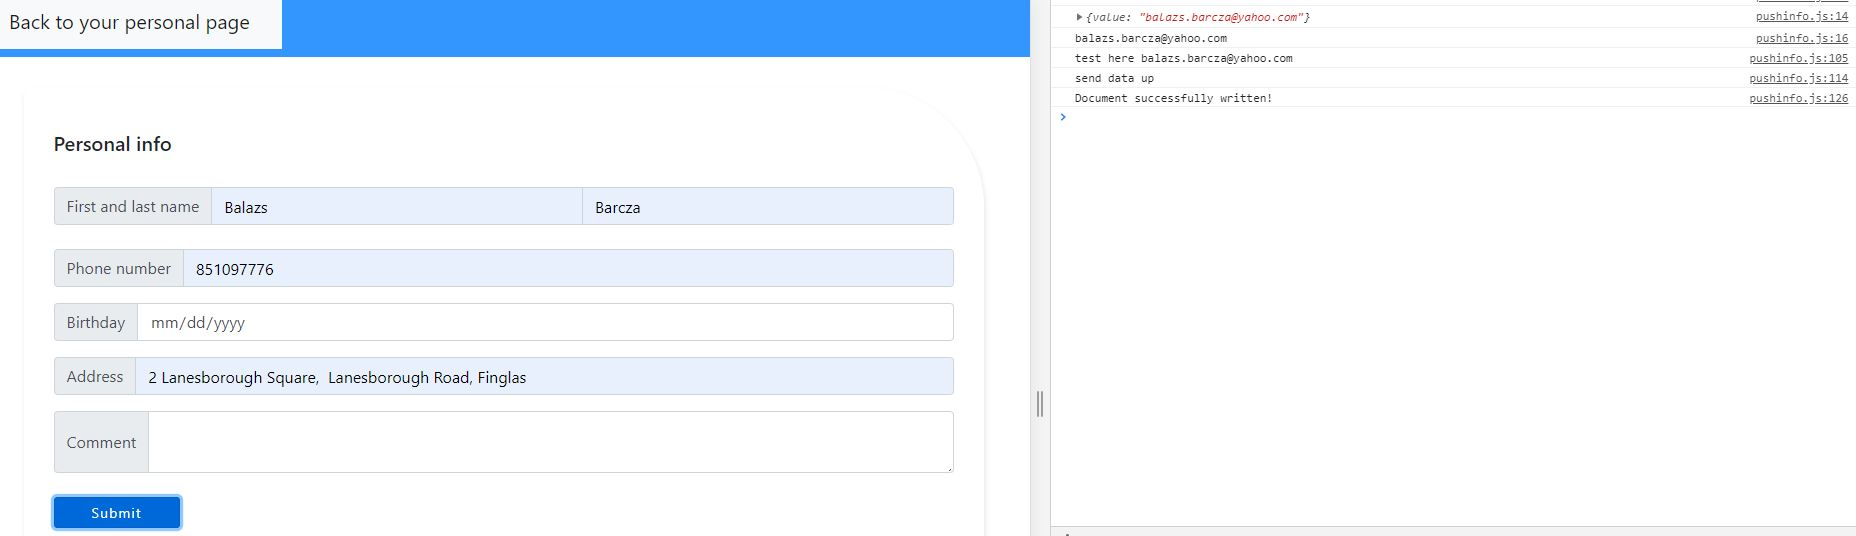 Back to your personal page
Personal info
First and last name Balazs Barcza
Phone number 851097776
Birthday mm/dd/yyyy
Address 2 Lanesborough Square, Lanesborough Road, Finglas
Comment
Submit
{value: "balazs.barcza@yahoo.com"} pushinfo.js:14
balazs.barcza@yahoo.com pushinfo.js:16
test here balazs.barcza@yahoo.com pushinfo.js:105
send data up pushinfo.js:114
Document successfully written! pushinfo.js:126